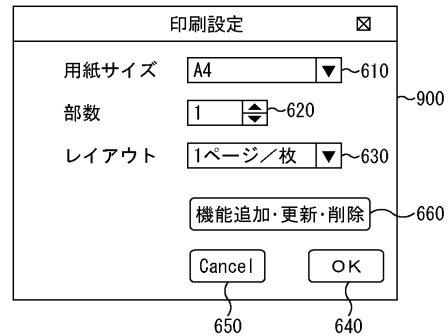 印刷設定
用紙サイズ A4 610
900
部数 1 620
レイアウト 1ページ／枚 630
機能追加･更新･削除 660
Cancel OK
650 640